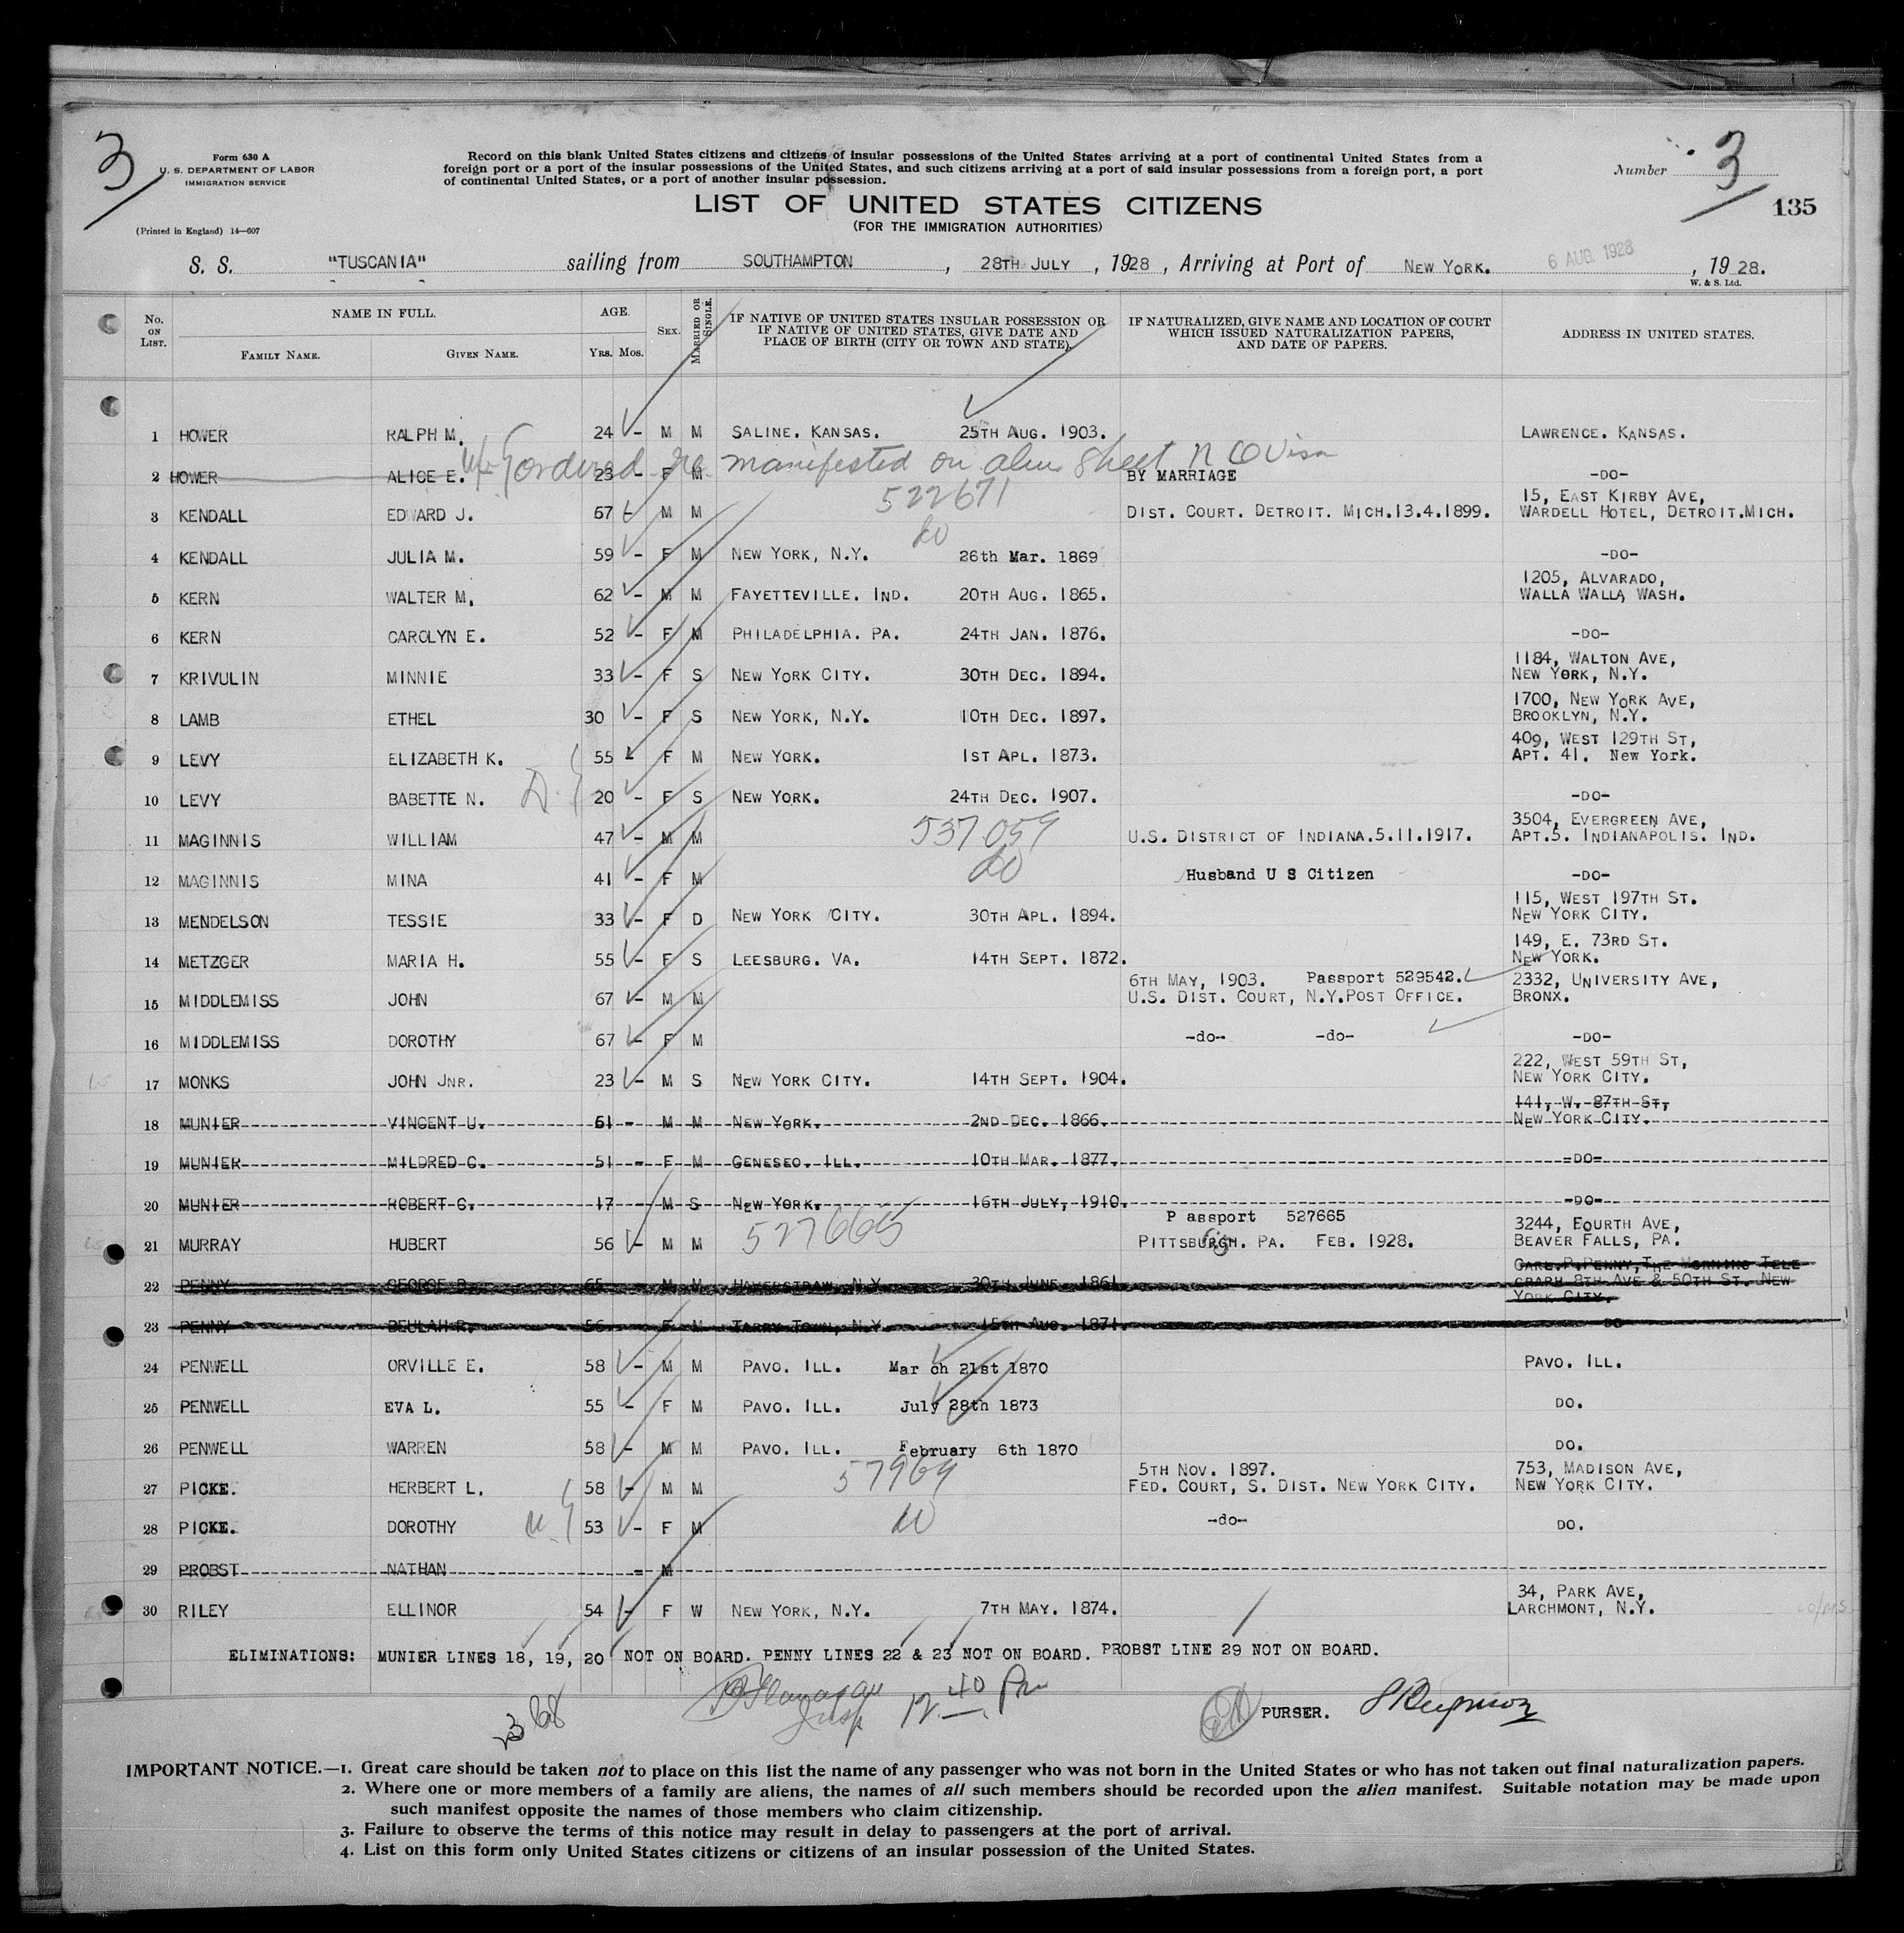 3
Form 630 A
U. S. DEPARTMENT OF LABOR
IMMIGRATION SERVICE
(Printed in England) 14—607
Record on this blank United States citizens and citizens of insular possessions of the United States arriving at a port of continental United States from a
foreign port or a port of the insular possessions of the United States, and such citizens arriving at a port of said insular possessions from a foreign port, a port
of continental United States, or a port of another insular possession.
Number 3
LIST OF UNITED STATES CITIZENS
135
(FOR THE IMMIGRATION AUTHORITIES)
S. S. "TUSCANIA" sailing from SOUTHAMPTON, 28TH JULY, 1928, Arriving at Port of NEW YORK. 6 AUG 1928, 1928.
W. & S. Ltd.
No. ON LIST. NAME IN FULL. FAMILY NAME. GIVEN NAME. AGE. YRS. MOS. SEX. MARRIED OR SINGLE. IF NATIVE OF UNITED STATES INSULAR POSSESSION OR IF NATIVE OF UNITED STATES, GIVE DATE AND PLACE OF BIRTH (CITY OR TOWN AND STATE). IF NATURALIZED, GIVE NAME AND LOCATION OF COURT WHICH ISSUED NATURALIZATION PAPERS, AND DATE OF PAPERS. ADDRESS IN UNITED STATES.
1 HOWER RALPH M. 24 - M M SALINE. KANSAS. 25TH AUG. 1903. LAWRENCE. KANSAS.
ordered re manifested on alien sheet
2 HOWER ALICE E. 23 - F M BY MARRIAGE -DO-
522671
3 KENDALL EDWARD J. 67 - M M DIST. COURT. DETROIT. MICH.13.4.1899. 15, EAST KIRBY AVE, WARDELL HOTEL, DETROIT.MICH.
do
4 KENDALL JULIA M. 59 - F M NEW YORK, N.Y. 26th Mar. 1869 -DO-
5 KERN WALTER M. 62 - M M FAYETTEVILLE. IND. 20TH AUG. 1865. 1205, ALVARADO, WALLA WALLA WASH.
6 KERN CAROLYN E. 52 - F M PHILADELPHIA. PA. 24TH JAN. 1876. -DO-
7 KRIVULIN MINNIE 33 - F S NEW YORK CITY. 30TH DEC. 1894. 1184, WALTON AVE, NEW YORK, N.Y.
8 LAMB ETHEL 30 - F S NEW YORK, N.Y. 10TH DEC. 1897. 1700, NEW YORK AVE, BROOKLYN, N.Y.
9 LEVY ELIZABETH K. 55 - F M NEW YORK. 1ST APL. 1873. 409, WEST 129TH ST, APT. 41. New York.
10 LEVY BABETTE N. 20 - F S NEW YORK. 24TH DEC. 1907. -DO-
11 MAGINNIS WILLIAM 47 - M M 537059 U.S. DISTRICT OF INDIANA.5.11.1917. 3504, EVERGREEN AVE, APT.5. INDIANAPOLIS. IND.
12 MAGINNIS MINA 41 - F M do Husband U S Citizen -DO-
13 MENDELSON TESSIE 33 - F D NEW YORK CITY. 30TH APL. 1894. 115, WEST 197TH ST. NEW YORK CITY.
14 METZGER MARIA H. 55 - F S LEESBURG. VA. 14TH SEPT. 1872. 149, E. 73RD ST. NEW YORK.
15 MIDDLEMISS JOHN 67 - M M 6TH MAY, 1903. Passport 529542. U.S. DIST. COURT, N.Y.POST OFFICE. 2332, UNIVERSITY AVE, BRONX.
16 MIDDLEMISS DOROTHY 67 - F M -do- -do- -DO-
17 MONKS JOHN JNR. 23 - M S NEW YORK CITY. 14TH SEPT. 1904. 222, WEST 59TH ST, NEW YORK CITY.
18 MUNIER VINCENT U. 61 - M M NEW YORK. 2ND DEC. 1866. 141, W. 87TH ST, NEW YORK CITY.
19 MUNIER MILDRED C. 51 - F M GENESEO. ILL. 10TH MAR. 1877. -DO-
20 MUNIER ROBERT C. 17 - M S NEW YORK. 16TH JULY, 1910. -DO-
21 MURRAY HUBERT 56 - M M 527665 Passport 527665 PITTSBURGH. PA. FEB. 1928. 3244, FOURTH AVE, BEAVER FALLS, PA.
22 PENNY GEORGE 65 - M M HAVERSTRAW, N.Y. 30TH JUNE 1861 CARE.P.PENNY,THE MORNING TELEGRAPH 8TH AVE & 50TH ST. NEW YORK CITY.
23 PENNY BEULAH R. 56 - F M TARRY TOWN, N.Y. 15TH AUG. 1871. DO
24 PENWELL ORVILLE E. 58 - M M PAVO. ILL. Mar ch 21st 1870 PAVO. ILL.
25 PENWELL EVA L. 55 - F M PAVO. ILL. July 28th 1873 DO.
26 PENWELL WARREN 58 - M M PAVO. ILL. February 6th 1870 DO.
27 PICKE. HERBERT L. 58 - M M 57969 5TH NOV. 1897. FED. COURT, S. DIST. NEW YORK CITY. 753, MADISON AVE, NEW YORK CITY.
28 PICKE. DOROTHY 53 - F M do -do- DO.
29 PROBST NATHAN - M
30 RILEY ELLINOR 54 - F W NEW YORK, N.Y. 7TH MAY. 1874. 34, PARK AVE, LARCHMONT, N.Y.
ELIMINATIONS: MUNIER LINES 18, 19, 20 NOT ON BOARD. PENNY LINES 22 & 23 NOT ON BOARD. PROBST LINE 29 NOT ON BOARD.
Insp 12 40 Pm
PURSER.
IMPORTANT NOTICE.—1. Great care should be taken not to place on this list the name of any passenger who was not born in the United States or who has not taken out final naturalization papers.
2. Where one or more members of a family are aliens, the names of all such members should be recorded upon the alien manifest. Suitable notation may be made upon
such manifest opposite the names of those members who claim citizenship.
3. Failure to observe the terms of this notice may result in delay to passengers at the port of arrival.
4. List on this form only United States citizens or citizens of an insular possession of the United States.